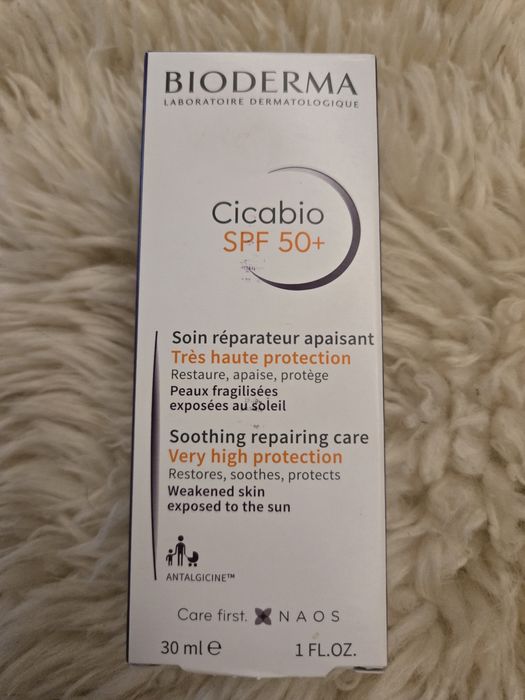 BIODERMA
LABORATOIRE DERMATOLOGIQUE
Cicabio
SPF 50+
Soin réparateur apaisant
Très haute protection
Restaure, apaise, protège
Peaux fragilisées
exposées au soleil
Soothing repairing care
Very high protection
Restores, soothes, protects
Weakened skin
exposed to the sun
ANTALGICINE™
Care first. NAOS
30 ml ℮ 1 FL.OZ.